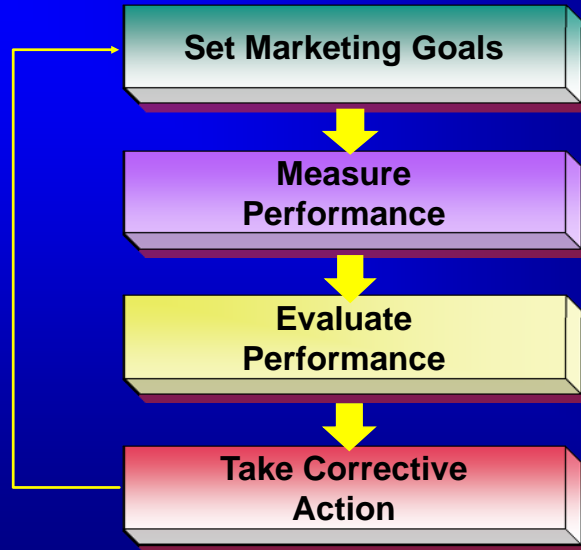 Set Marketing Goals
Measure
Performance
Evaluate
Performance
Take Corrective
Action